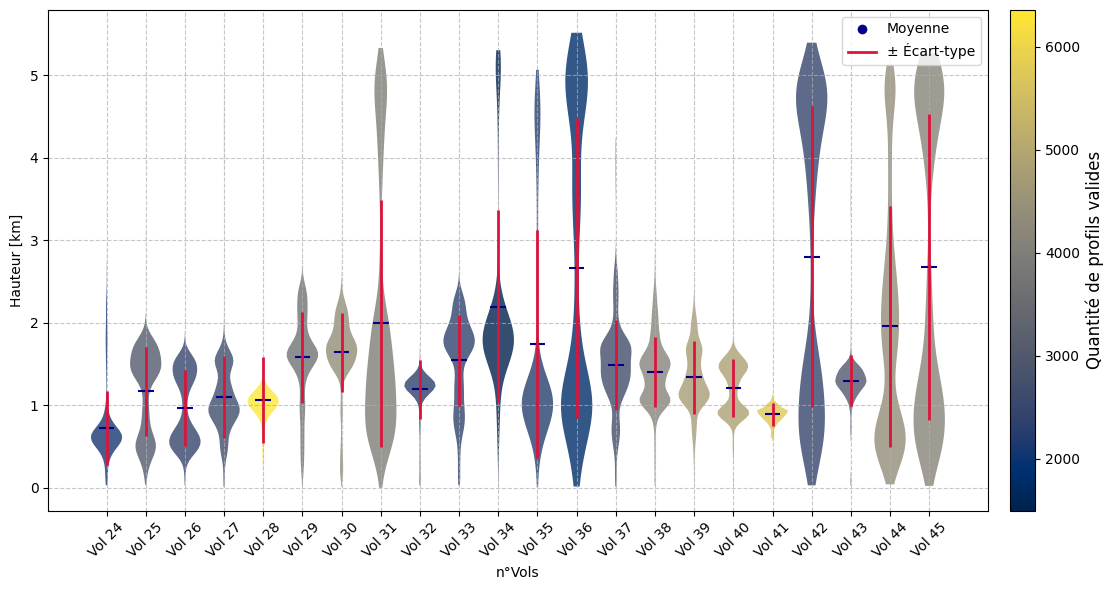 Moyenne
± Écart-type
Hauteur [km]
5
4
3
2
1
0
Vol 24
Vol 25
Vol 26
Vol 27
Vol 28
Vol 29
Vol 30
Vol 31
Vol 32
Vol 33
Vol 34
Vol 35
Vol 36
Vol 37
Vol 38
Vol 39
Vol 40
Vol 41
Vol 42
Vol 43
Vol 44
Vol 45
n°Vols
6000
5000
4000
3000
2000
Quantité de profils valides